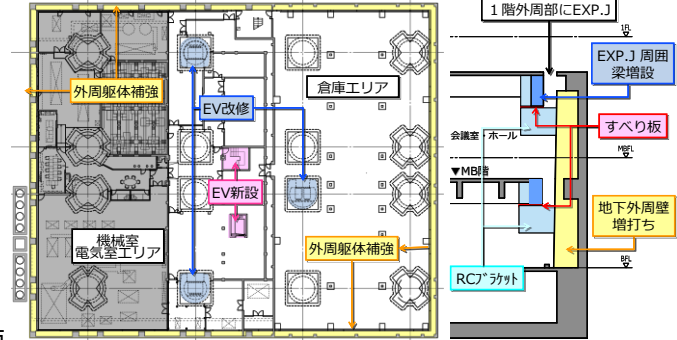 １階外周部にEXP.J
1FL
EXP.J 周囲
梁増設
外周躯体補強
EV改修
倉庫エリア
すべり板
会議室・ホール
MBFL
▼MB階
EV新設
地下外周壁
増打ち
機械室
電気室エリア
外周躯体補強
BFL
RCﾌﾞﾗｹｯﾄ